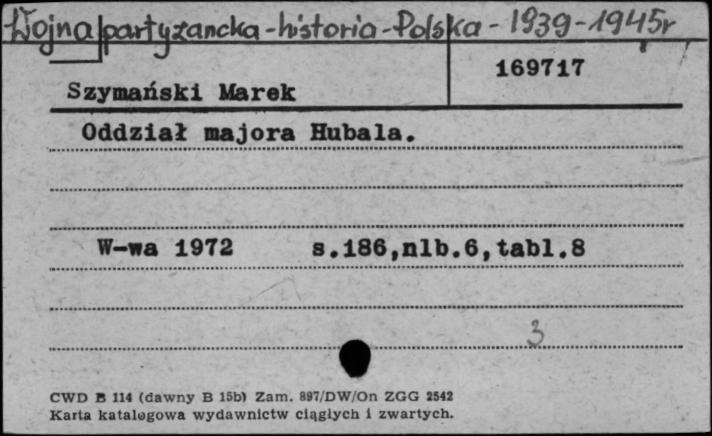 Wojna partyzancka - historia - Polska - 1939 - 1945r
169717
Szymański Marek
Oddział majora Hubala.
W-wa 1972 s.186,nlb.6,tabl.8
3
CWD B 114 (dawny B 15b) Zam. 897/DW/On ZGG 2542
Karta katalogowa wydawnictw ciągłych i zwartych.